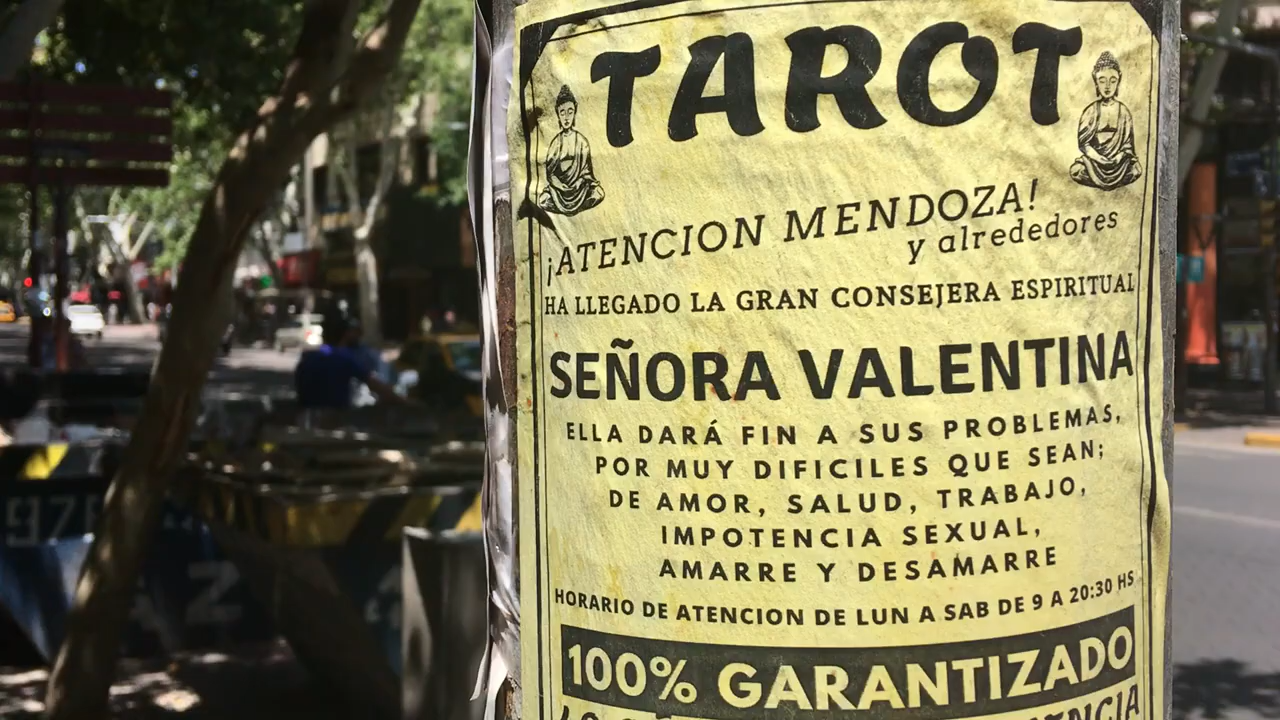 TAROT
¡ATENCION MENDOZA!
y alrededores
HA LLEGADO LA GRAN CONSEJERA ESPIRITUAL
SEÑORA VALENTINA
ELLA DARÁ FIN A SUS PROBLEMAS,
POR MUY DIFICILES QUE SEAN;
DE AMOR, SALUD, TRABAJO,
IMPOTENCIA SEXUAL,
AMARRE Y DESAMARRE
HORARIO DE ATENCION DE LUN A SAB DE 9 A 20:30 HS
100% GARANTIZADO